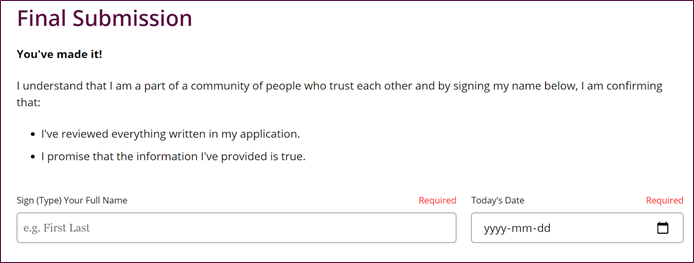 Final Submission
You've made it!
I understand that I am a part of a community of people who trust each other and by signing my name below, I am confirming
that:
• I've reviewed everything written in my application.
• I promise that the information I've provided is true.
Sign (Type) Your Full Name Required Today's Date Required
e.g. First Last yyyy-mm-dd